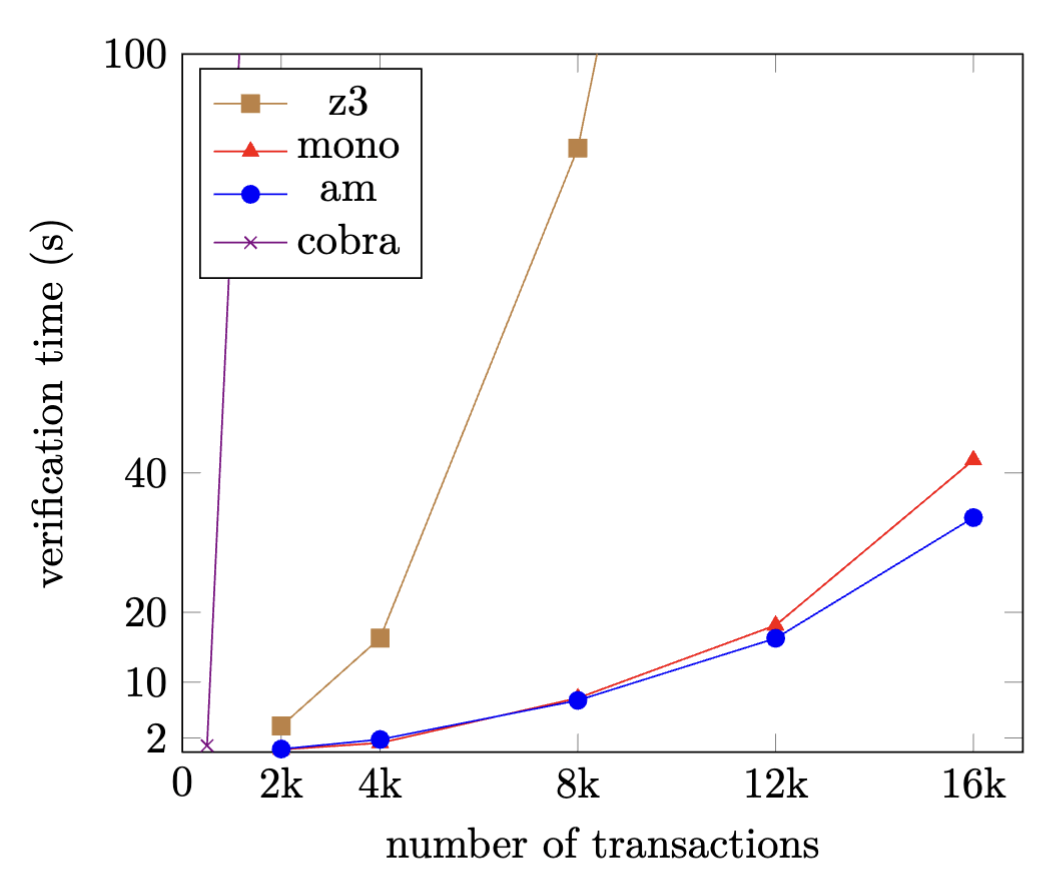 100
z3
mono
am
cobra
verification time (s)
40
20
10
2
0 2k 4k 8k 12k 16k
number of transactions